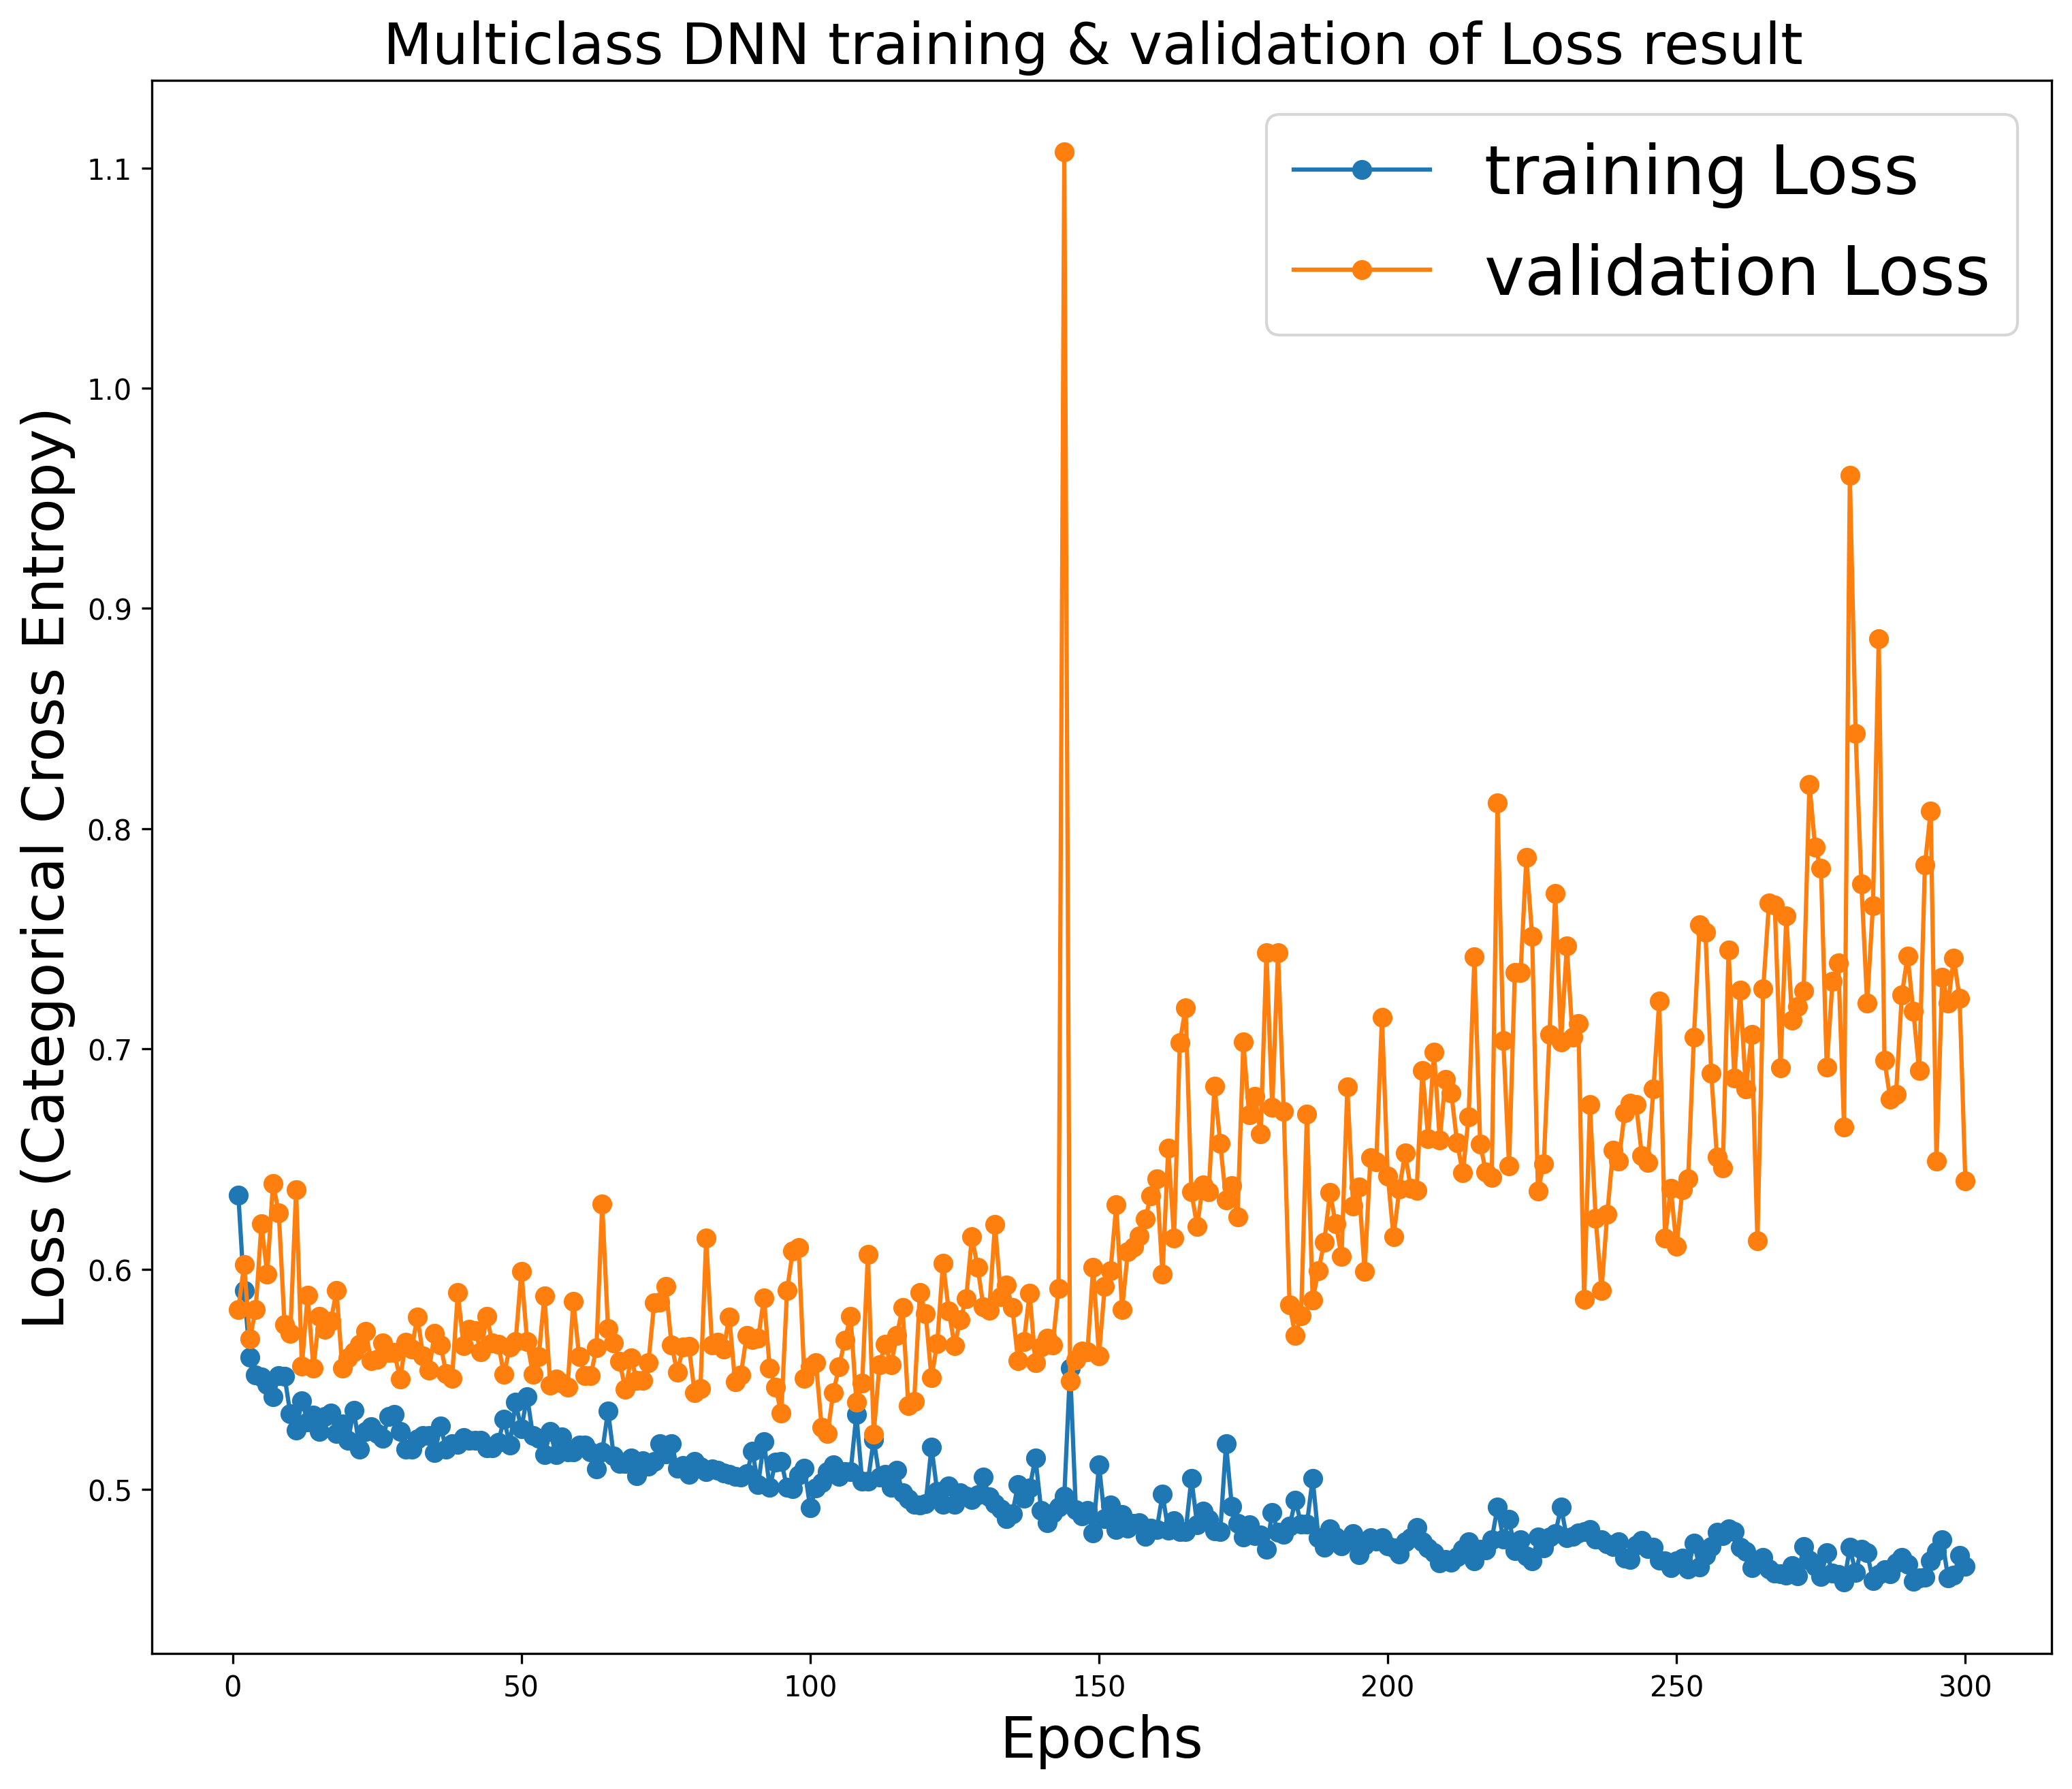 Multiclass DNN training & validation of Loss result
training Loss
validation Loss
Loss (Categorical Cross Entropy)
1.1
1.0
0.9
0.8
0.7
0.6
0.5
0 50 100 150 200 250 300
Epochs